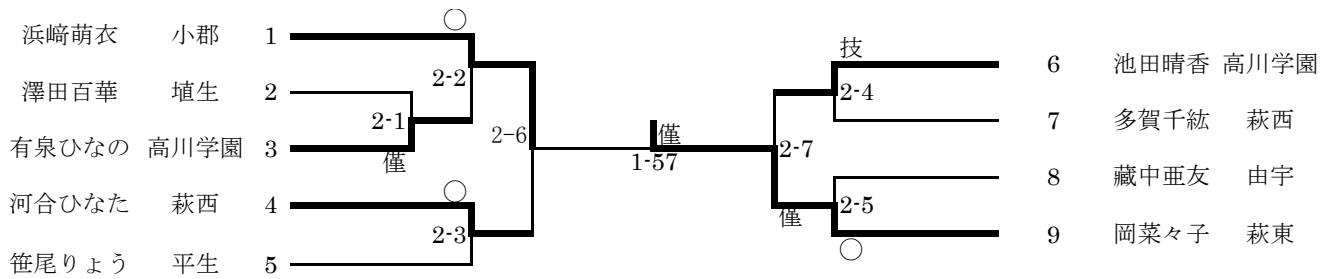 浜﨑萌衣 小郡 1 ○
澤田百華 埴生 2 2-2
2-1
有泉ひなの 高川学園 3 僅
2-6
河合ひなた 萩西 4 ○
2-3
笹尾りょう 平生 5
僅
1-57
技
6 池田晴香 高川学園
2-4
7 多賀千紘 萩西
2-7
8 藏中亜友 由宇
僅 2-5
9 岡菜々子 萩東
○